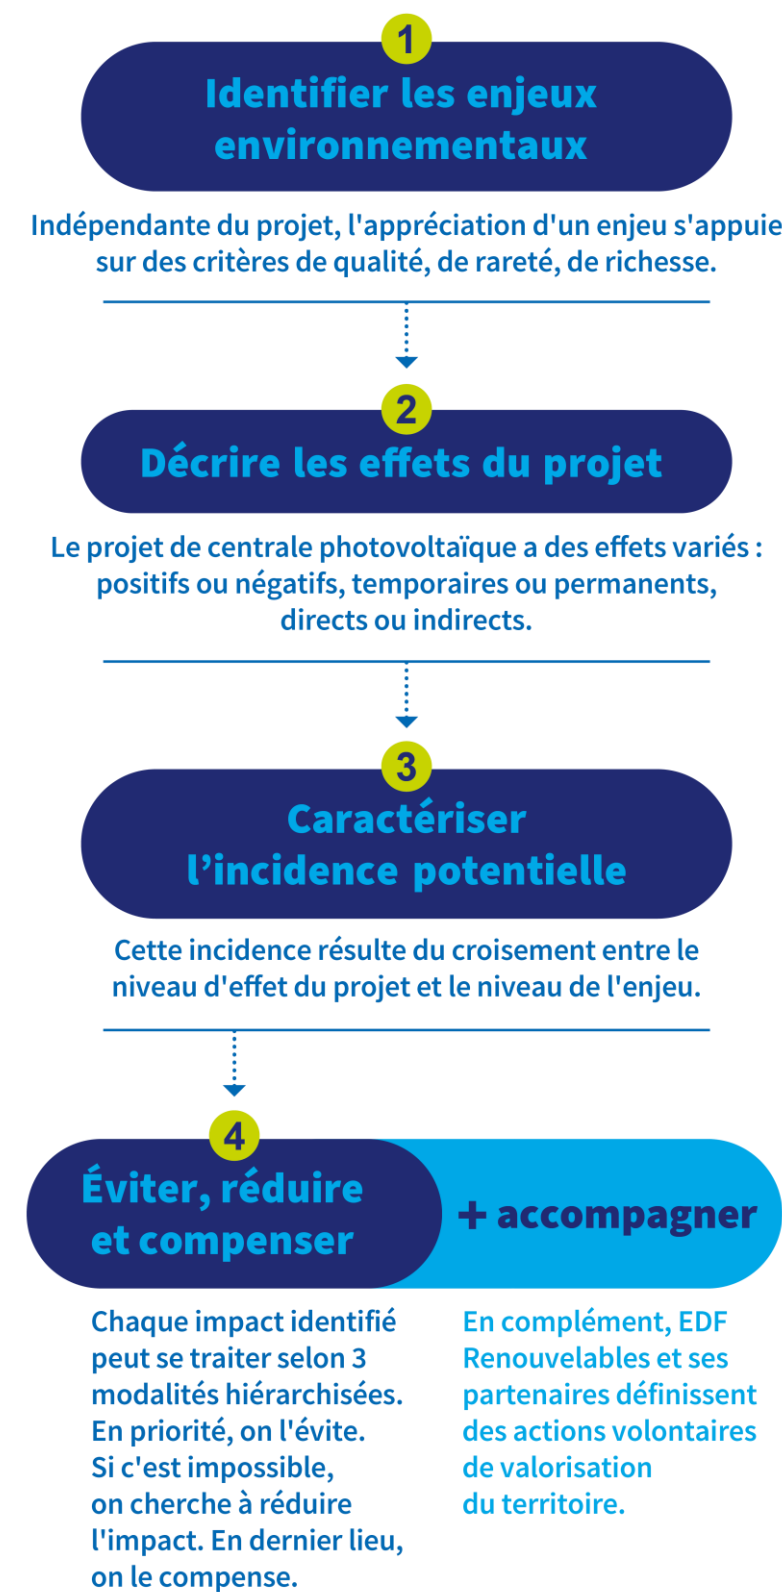 1
Identifier les enjeux
environnementaux
Indépendante du projet, l'appréciation d'un enjeu s'appuie
sur des critères de qualité, de rareté, de richesse.
2
Décrire les effets du projet
Le projet de centrale photovoltaïque a des effets variés :
positifs ou négatifs, temporaires ou permanents,
directs ou indirects.
3
Caractériser
l’incidence potentielle
Cette incidence résulte du croisement entre le
niveau d'effet du projet et le niveau de l'enjeu.
4
Éviter, réduire
et compenser
+ accompagner
Chaque impact identifié
peut se traiter selon 3
modalités hiérarchisées.
En priorité, on l'évite.
Si c'est impossible,
on cherche à réduire
l'impact. En dernier lieu,
on le compense.
En complément, EDF
Renouvelables et ses
partenaires définissent
des actions volontaires
de valorisation
du territoire.